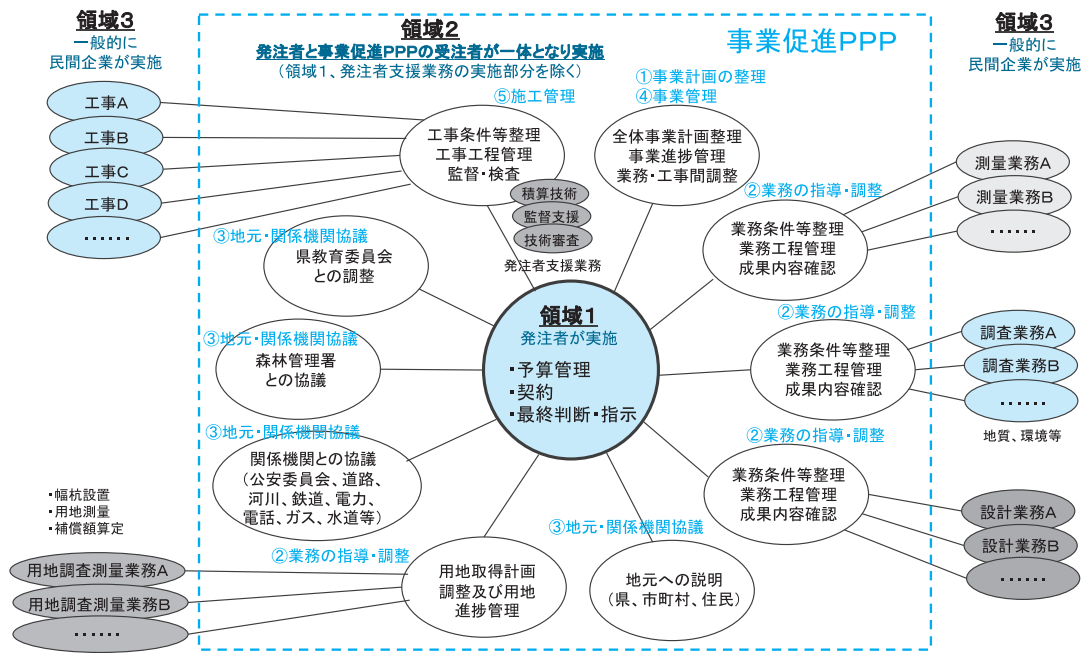 領域3
一般的に
民間企業が実施
工事A
工事B
工事C
工事D
……
領域2
発注者と事業促進PPPの受注者が一体となり実施
（領域1、発注者支援業務の実施部分を除く）
事業促進PPP
領域3
一般的に
民間企業が実施
⑤施工管理
工事条件等整理
工事工程管理
監督・検査
積算技術
監督支援
技術審査
発注者支援業務
①事業計画の整理
④事業管理
全体事業計画整理
事業進捗管理
業務・工事間調整
②業務の指導・調整
業務条件等整理
業務工程管理
成果内容確認
測量業務A
測量業務B
……
③地元・関係機関協議
県教育委員会
との調整
③地元・関係機関協議
森林管理署
との協議
領域1
発注者が実施
・予算管理
・契約
・最終判断・指示
②業務の指導・調整
業務条件等整理
業務工程管理
成果内容確認
調査業務A
調査業務B
……
地質、環境等
③地元・関係機関協議
関係機関との協議
（公安委員会、道路、
河川、鉄道、電力、
電話、ガス、水道等）
②業務の指導・調整
業務条件等整理
業務工程管理
成果内容確認
設計業務A
設計業務B
……
・幅杭設置
・用地測量
・補償額算定
用地調査測量業務A
用地調査測量業務B
……
②業務の指導・調整
用地取得計画
調整及び用地
進捗管理
③地元・関係機関協議
地元への説明
（県、市町村、住民）